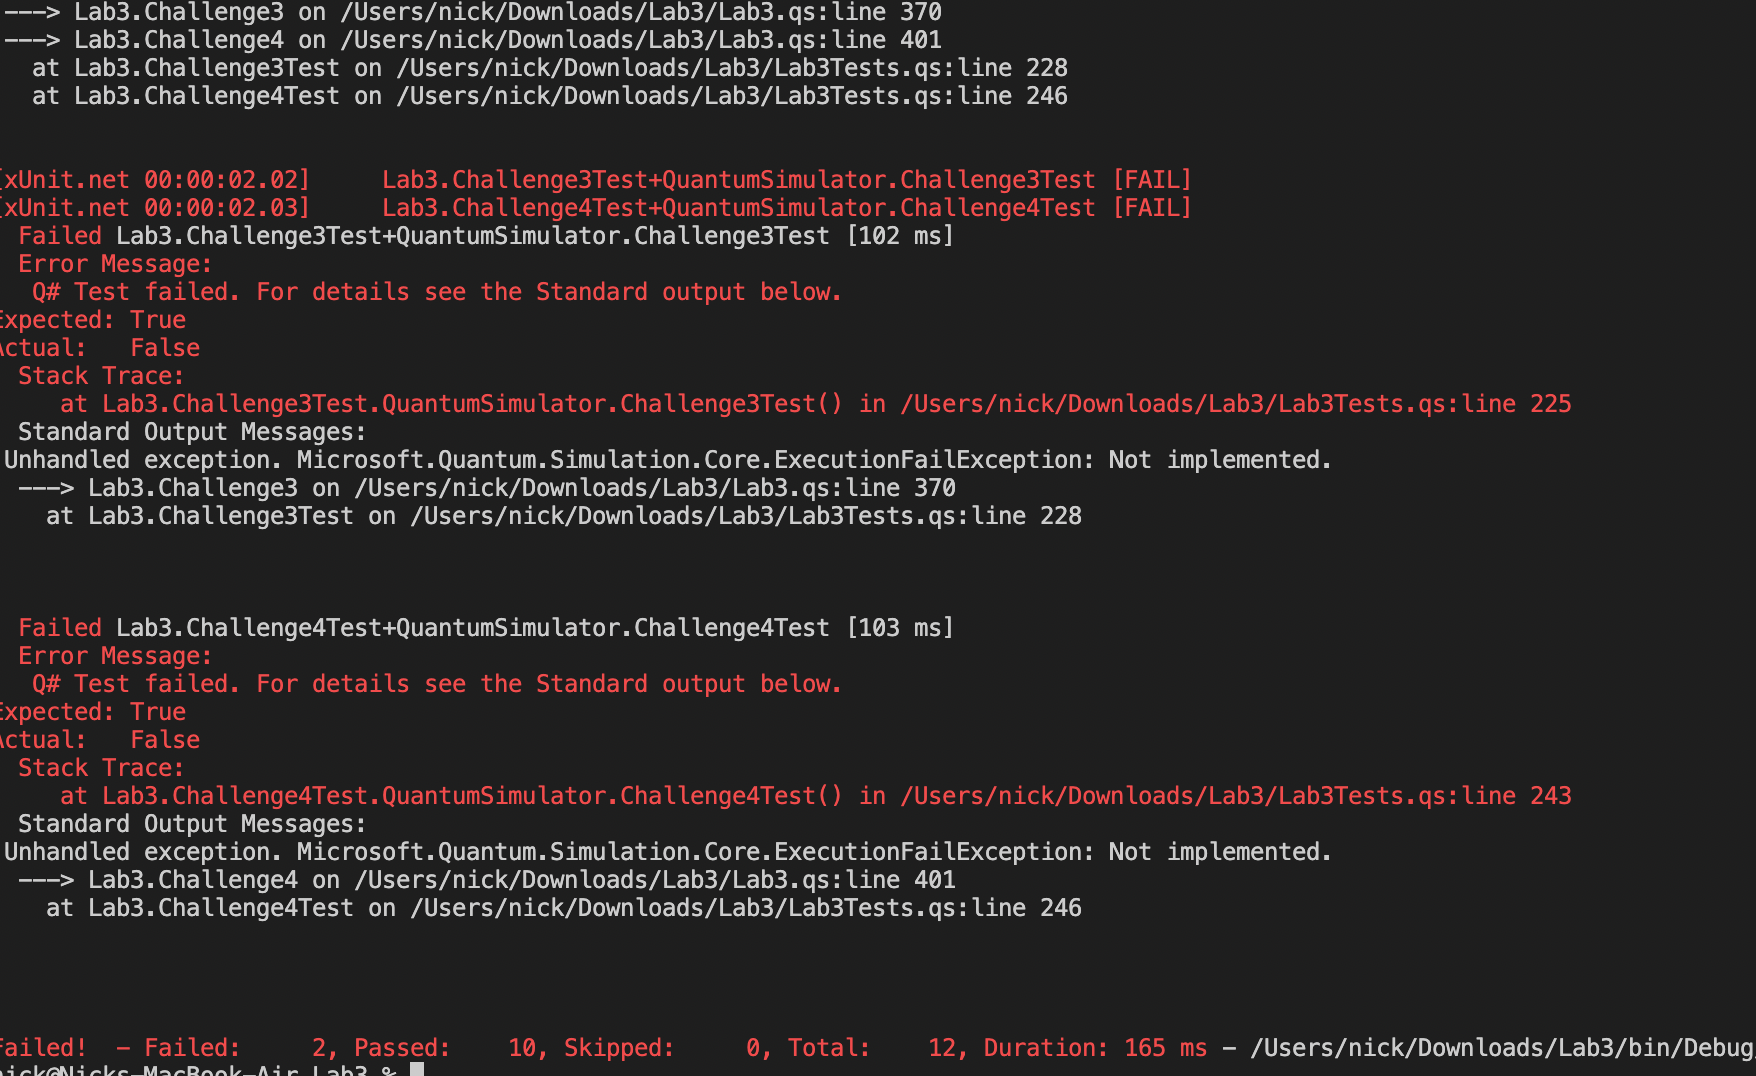 ---> Lab3.Challenge3 on /Users/nick/Downloads/Lab3/Lab3.qs:line 370
---> Lab3.Challenge4 on /Users/nick/Downloads/Lab3/Lab3.qs:line 401
at Lab3.Challenge3Test on /Users/nick/Downloads/Lab3/Lab3Tests.qs:line 228
at Lab3.Challenge4Test on /Users/nick/Downloads/Lab3/Lab3Tests.qs:line 246
[xUnit.net 00:00:02.02]     Lab3.Challenge3Test+QuantumSimulator.Challenge3Test [FAIL]
[xUnit.net 00:00:02.03]     Lab3.Challenge4Test+QuantumSimulator.Challenge4Test [FAIL]
Failed Lab3.Challenge3Test+QuantumSimulator.Challenge3Test [102 ms]
Error Message:
Q# Test failed. For details see the Standard output below.
Expected: True
Actual:   False
Stack Trace:
at Lab3.Challenge3Test.QuantumSimulator.Challenge3Test() in /Users/nick/Downloads/Lab3/Lab3Tests.qs:line 225
Standard Output Messages:
Unhandled exception. Microsoft.Quantum.Simulation.Core.ExecutionFailException: Not implemented.
---> Lab3.Challenge3 on /Users/nick/Downloads/Lab3/Lab3.qs:line 370
at Lab3.Challenge3Test on /Users/nick/Downloads/Lab3/Lab3Tests.qs:line 228
Failed Lab3.Challenge4Test+QuantumSimulator.Challenge4Test [103 ms]
Error Message:
Q# Test failed. For details see the Standard output below.
Expected: True
Actual:   False
Stack Trace:
at Lab3.Challenge4Test.QuantumSimulator.Challenge4Test() in /Users/nick/Downloads/Lab3/Lab3Tests.qs:line 243
Standard Output Messages:
Unhandled exception. Microsoft.Quantum.Simulation.Core.ExecutionFailException: Not implemented.
---> Lab3.Challenge4 on /Users/nick/Downloads/Lab3/Lab3.qs:line 401
at Lab3.Challenge4Test on /Users/nick/Downloads/Lab3/Lab3Tests.qs:line 246
Failed!  - Failed:     2, Passed:    10, Skipped:     0, Total:    12, Duration: 165 ms - /Users/nick/Downloads/Lab3/bin/Debug/
nick@Nicks-MacBook-Air Lab3 %